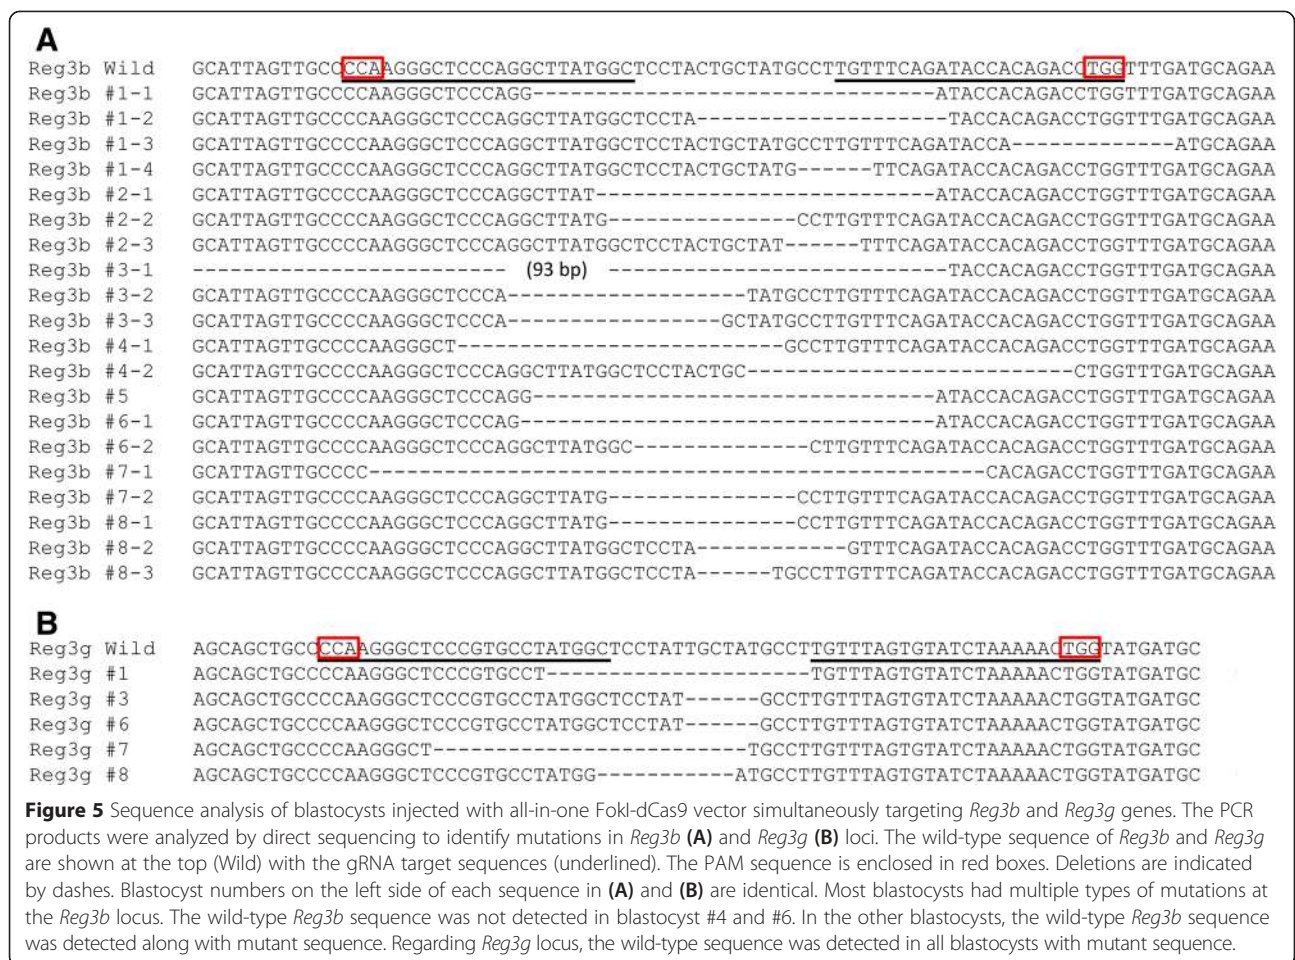 A
Reg3b Wild GCATTAGTTGCCCCAAGGGCTCCCAGGCTTATGGCTCCTACTGCTATGCCTTGTTTCAGATACCACAGACCTGGTTTGATGCAGAA
Reg3b #1-1 GCATTAGTTGCCCCAAGGGCTCCCAGG--------------------------------ATACCACAGACCTGGTTTGATGCAGAA
Reg3b #1-2 GCATTAGTTGCCCCAAGGGCTCCCAGGCTTATGGCTCCTA--------------------TACCACAGACCTGGTTTGATGCAGAA
Reg3b #1-3 GCATTAGTTGCCCCAAGGGCTCCCAGGCTTATGGCTCCTACTGCTATGCCTTGTTTCAGATACCA-------------ATGCAGAA
Reg3b #1-4 GCATTAGTTGCCCCAAGGGCTCCCAGGCTTATGGCTCCTACTGCTATG------TTCAGATACCACAGACCTGGTTTGATGCAGAA
Reg3b #2-1 GCATTAGTTGCCCCAAGGGCTCCCAGGCTTAT---------------------------ATACCACAGACCTGGTTTGATGCAGAA
Reg3b #2-2 GCATTAGTTGCCCCAAGGGCTCCCAGGCTTATG---------------CCTTGTTTCAGATACCACAGACCTGGTTTGATGCAGAA
Reg3b #2-3 GCATTAGTTGCCCCAAGGGCTCCCAGGCTTATGGCTCCTACTGCTAT------TTTCAGATACCACAGACCTGGTTTGATGCAGAA
Reg3b #3-1 ------------------------- (93 bp) ---------------------------TACCACAGACCTGGTTTGATGCAGAA
Reg3b #3-2 GCATTAGTTGCCCCAAGGGCTCCCA-------------------TATGCCTTGTTTCAGATACCACAGACCTGGTTTGATGCAGAA
Reg3b #3-3 GCATTAGTTGCCCCAAGGGCTCCCA-----------------GCTATGCCTTGTTTCAGATACCACAGACCTGGTTTGATGCAGAA
Reg3b #4-1 GCATTAGTTGCCCCAAGGGCT--------------------------GCCTTGTTTCAGATACCACAGACCTGGTTTGATGCAGAA
Reg3b #4-2 GCATTAGTTGCCCCAAGGGCTCCCAGGCTTATGGCTCCTACTGC--------------------------CTGGTTTGATGCAGAA
Reg3b #5 GCATTAGTTGCCCCAAGGGCTCCCAGG--------------------------------ATACCACAGACCTGGTTTGATGCAGAA
Reg3b #6-1 GCATTAGTTGCCCCAAGGGCTCCCAG---------------------------------ATACCACAGACCTGGTTTGATGCAGAA
Reg3b #6-2 GCATTAGTTGCCCCAAGGGCTCCCAGGCTTATGGC--------------CTTGTTTCAGATACCACAGACCTGGTTTGATGCAGAA
Reg3b #7-1 GCATTAGTTGCCCC-------------------------------------------------CACAGACCTGGTTTGATGCAGAA
Reg3b #7-2 GCATTAGTTGCCCCAAGGGCTCCCAGGCTTATG---------------CCTTGTTTCAGATACCACAGACCTGGTTTGATGCAGAA
Reg3b #8-1 GCATTAGTTGCCCCAAGGGCTCCCAGGCTTATG---------------CCTTGTTTCAGATACCACAGACCTGGTTTGATGCAGAA
Reg3b #8-2 GCATTAGTTGCCCCAAGGGCTCCCAGGCTTATGGCTCCTA------------GTTTCAGATACCACAGACCTGGTTTGATGCAGAA
Reg3b #8-3 GCATTAGTTGCCCCAAGGGCTCCCAGGCTTATGGCTCCTA------TGCCTTGTTTCAGATACCACAGACCTGGTTTGATGCAGAA
B
Reg3g Wild AGCAGCTGCCCCAAGGGCTCCCGTGCCTATGGCTCCTATTGCTATGCCTTGTTTAGTGTATCTAAAAACTGGTATGATGC
Reg3g #1 AGCAGCTGCCCCAAGGGCTCCCGTGCCT---------------------TGTTTAGTGTATCTAAAAACTGGTATGATGC
Reg3g #3 AGCAGCTGCCCCAAGGGCTCCCGTGCCTATGGCTCCTAT------GCCTTGTTTAGTGTATCTAAAAACTGGTATGATGC
Reg3g #6 AGCAGCTGCCCCAAGGGCTCCCGTGCCTATGGCTCCTAT------GCCTTGTTTAGTGTATCTAAAAACTGGTATGATGC
Reg3g #7 AGCAGCTGCCCCAAGGGCT-------------------------TGCCTTGTTTAGTGTATCTAAAAACTGGTATGATGC
Reg3g #8 AGCAGCTGCCCCAAGGGCTCCCGTGCCTATGG-----------ATGCCTTGTTTAGTGTATCTAAAAACTGGTATGATGC
Figure 5 Sequence analysis of blastocysts injected with all-in-one FokI-dCas9 vector simultaneously targeting Reg3b and Reg3g genes. The PCR
products were analyzed by direct sequencing to identify mutations in Reg3b (A) and Reg3g (B) loci. The wild-type sequence of Reg3b and Reg3g
are shown at the top (Wild) with the gRNA target sequences (underlined). The PAM sequence is enclosed in red boxes. Deletions are indicated
by dashes. Blastocyst numbers on the left side of each sequence in (A) and (B) are identical. Most blastocysts had multiple types of mutations at
the Reg3b locus. The wild-type Reg3b sequence was not detected in blastocyst #4 and #6. In the other blastocysts, the wild-type Reg3b sequence
was detected along with mutant sequence. Regarding Reg3g locus, the wild-type sequence was detected in all blastocysts with mutant sequence.